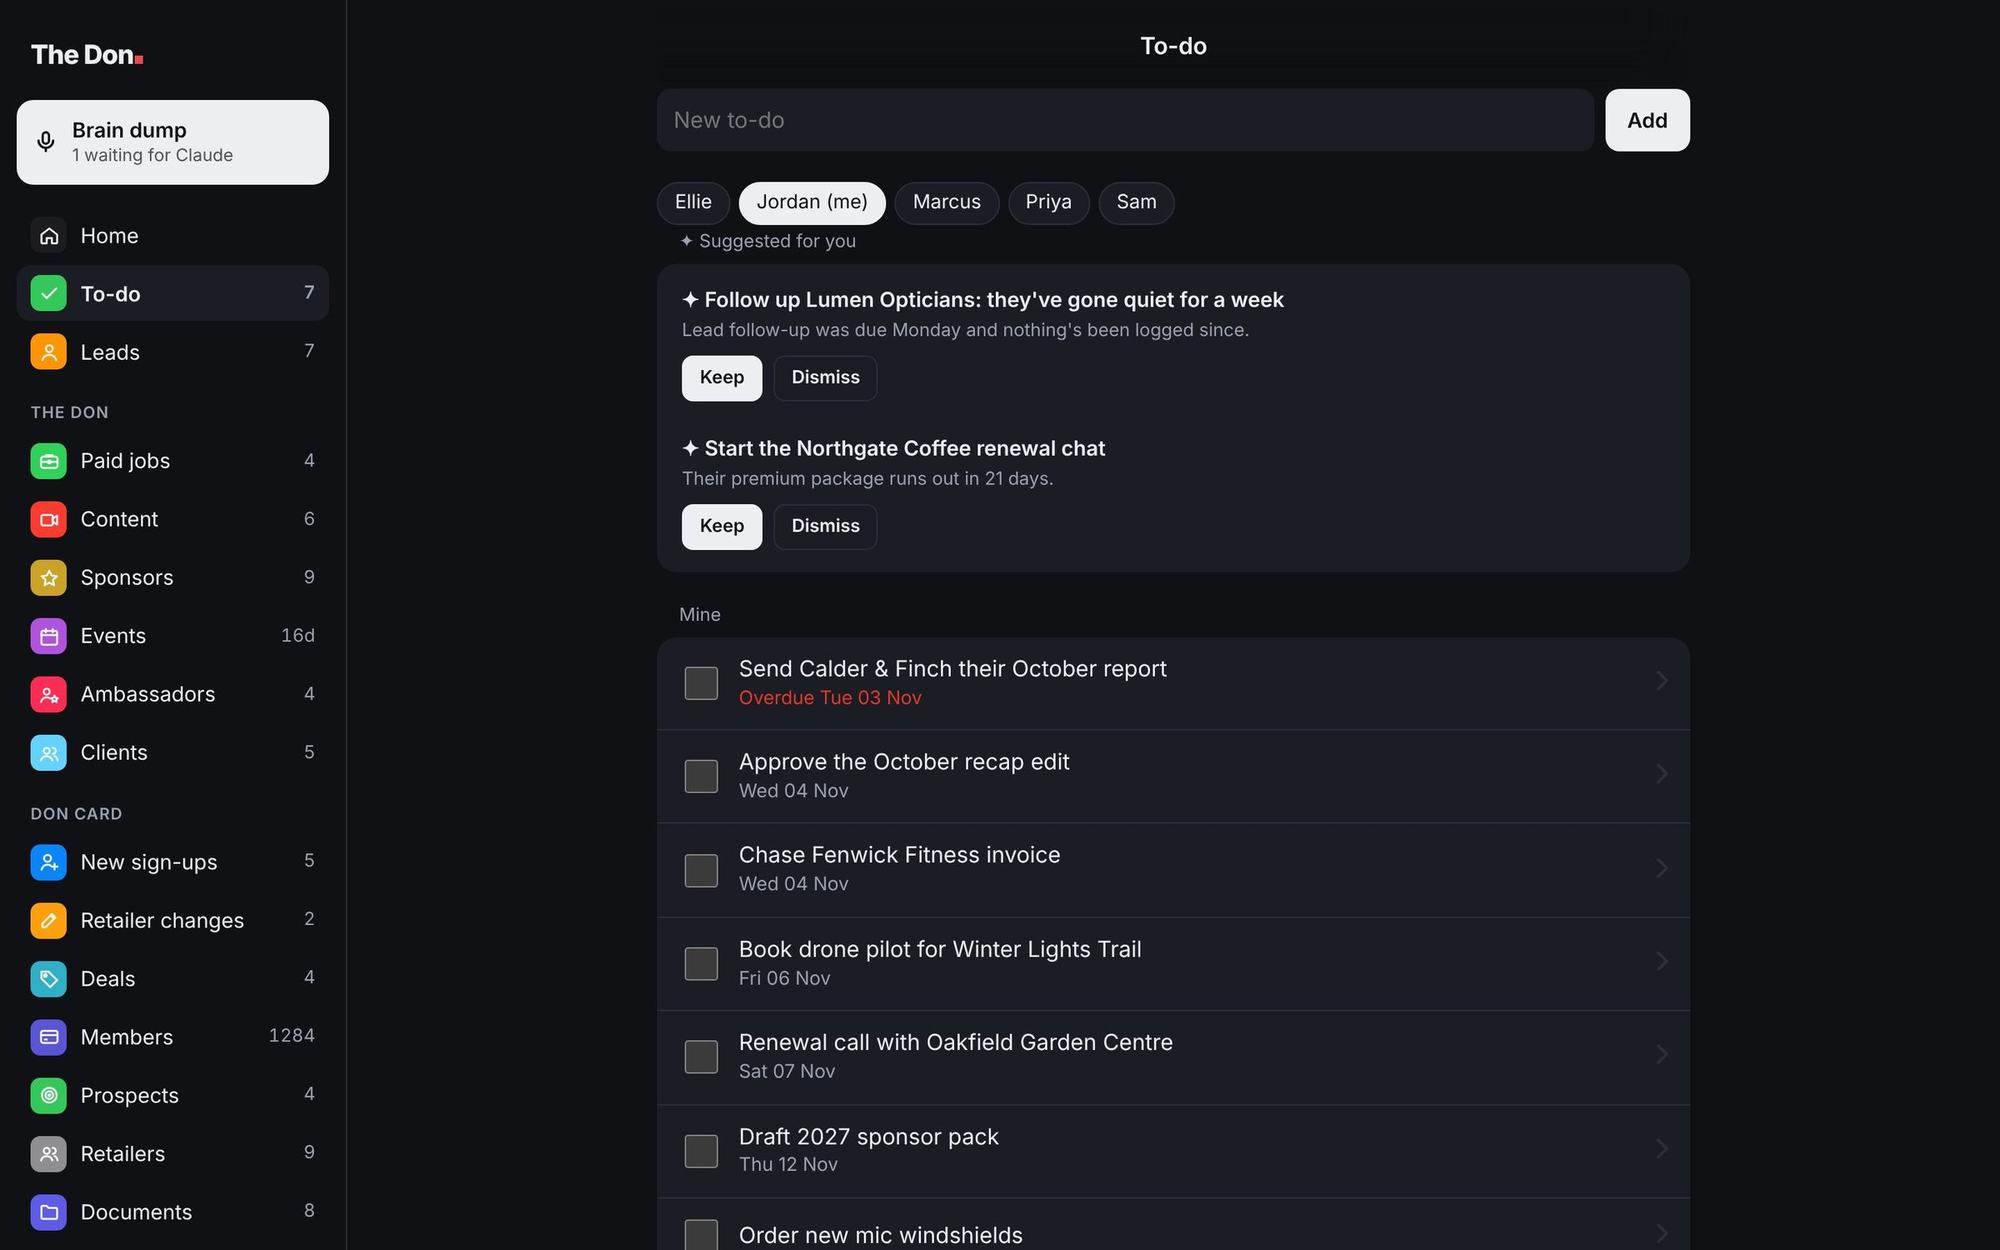 The Don.
Brain dump
1 waiting for Claude
Home
To-do 7
Leads 7
THE DON
Paid jobs 4
Content 6
Sponsors 9
Events 16d
Ambassadors 4
Clients 5
DON CARD
New sign-ups 5
Retailer changes 2
Deals 4
Members 1284
Prospects 4
Retailers 9
Documents 8
To-do
New to-do
Add
Ellie Jordan (me) Marcus Priya Sam
✦ Suggested for you
✦ Follow up Lumen Opticians: they've gone quiet for a week
Lead follow-up was due Monday and nothing's been logged since.
Keep Dismiss
✦ Start the Northgate Coffee renewal chat
Their premium package runs out in 21 days.
Keep Dismiss
Mine
Send Calder & Finch their October report
Overdue Tue 03 Nov
Approve the October recap edit
Wed 04 Nov
Chase Fenwick Fitness invoice
Wed 04 Nov
Book drone pilot for Winter Lights Trail
Fri 06 Nov
Renewal call with Oakfield Garden Centre
Sat 07 Nov
Draft 2027 sponsor pack
Thu 12 Nov
Order new mic windshields